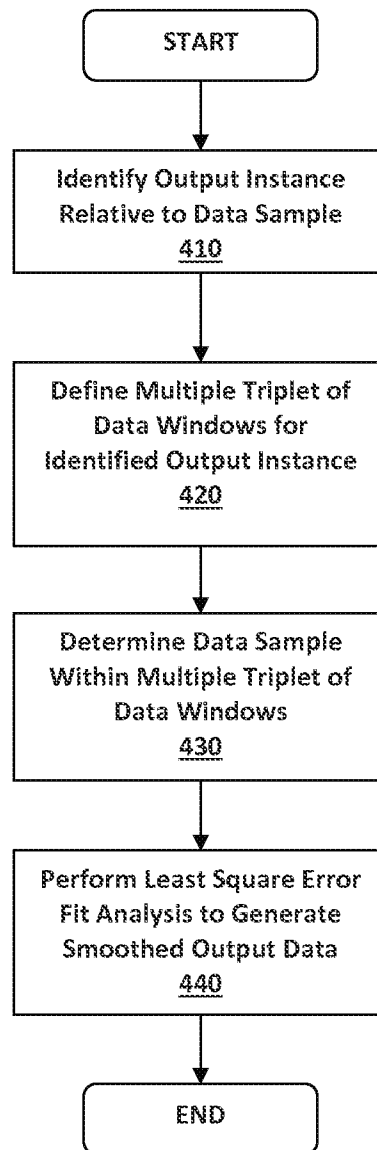 START
Identify Output Instance
Relative to Data Sample
410
Define Multiple Triplet of
Data Windows for
Identified Output Instance
420
Determine Data Sample
Within Multiple Triplet of
Data Windows
430
Perform Least Square Error
Fit Analysis to Generate
Smoothed Output Data
440
END